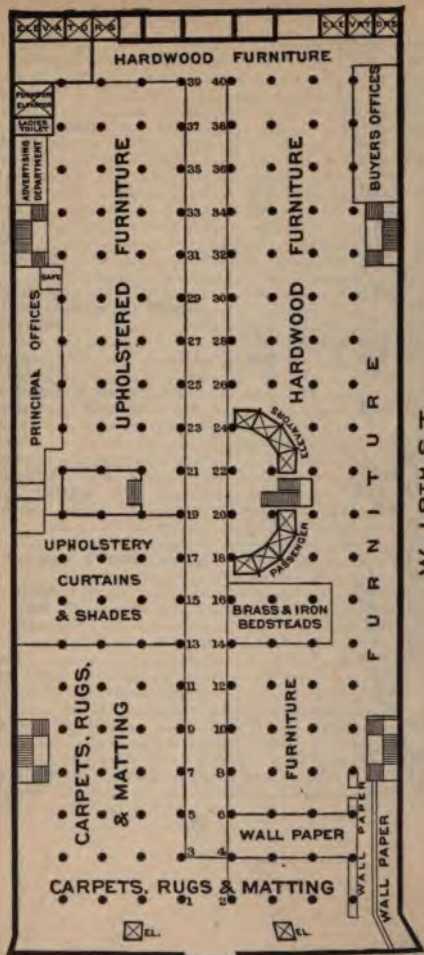 ELEVATORS
ELEVATORS
HARDWOOD FURNITURE
39 40
FURNITURE
ELEVATOR
LADIES
TOILET
37 38
ADVERTISING
DEPARTMENT
35 36
BUYERS OFFICES
33 34
31 32
SAFE
29 30
PRINCIPAL OFFICES
UPHOLSTERED FURNITURE
HARDWOOD FURNITURE
27 28
25 26
23 24
ELEVATORS
21 22
19 20
PASSENGER
FURNITURE
W. ST
UPHOLSTERY
CURTAINS
& SHADES
17 18
15 16
BRASS & IRON
BEDSTEADS
13 14
11 12
CARPETS, RUGS,
& MATTING
FURNITURE
9 10
7 8
5 6
WALL PAPER
WALL PAPER
WALL PAPER
3 4
CARPETS, RUGS & MATTING
1 2
EL.
EL.